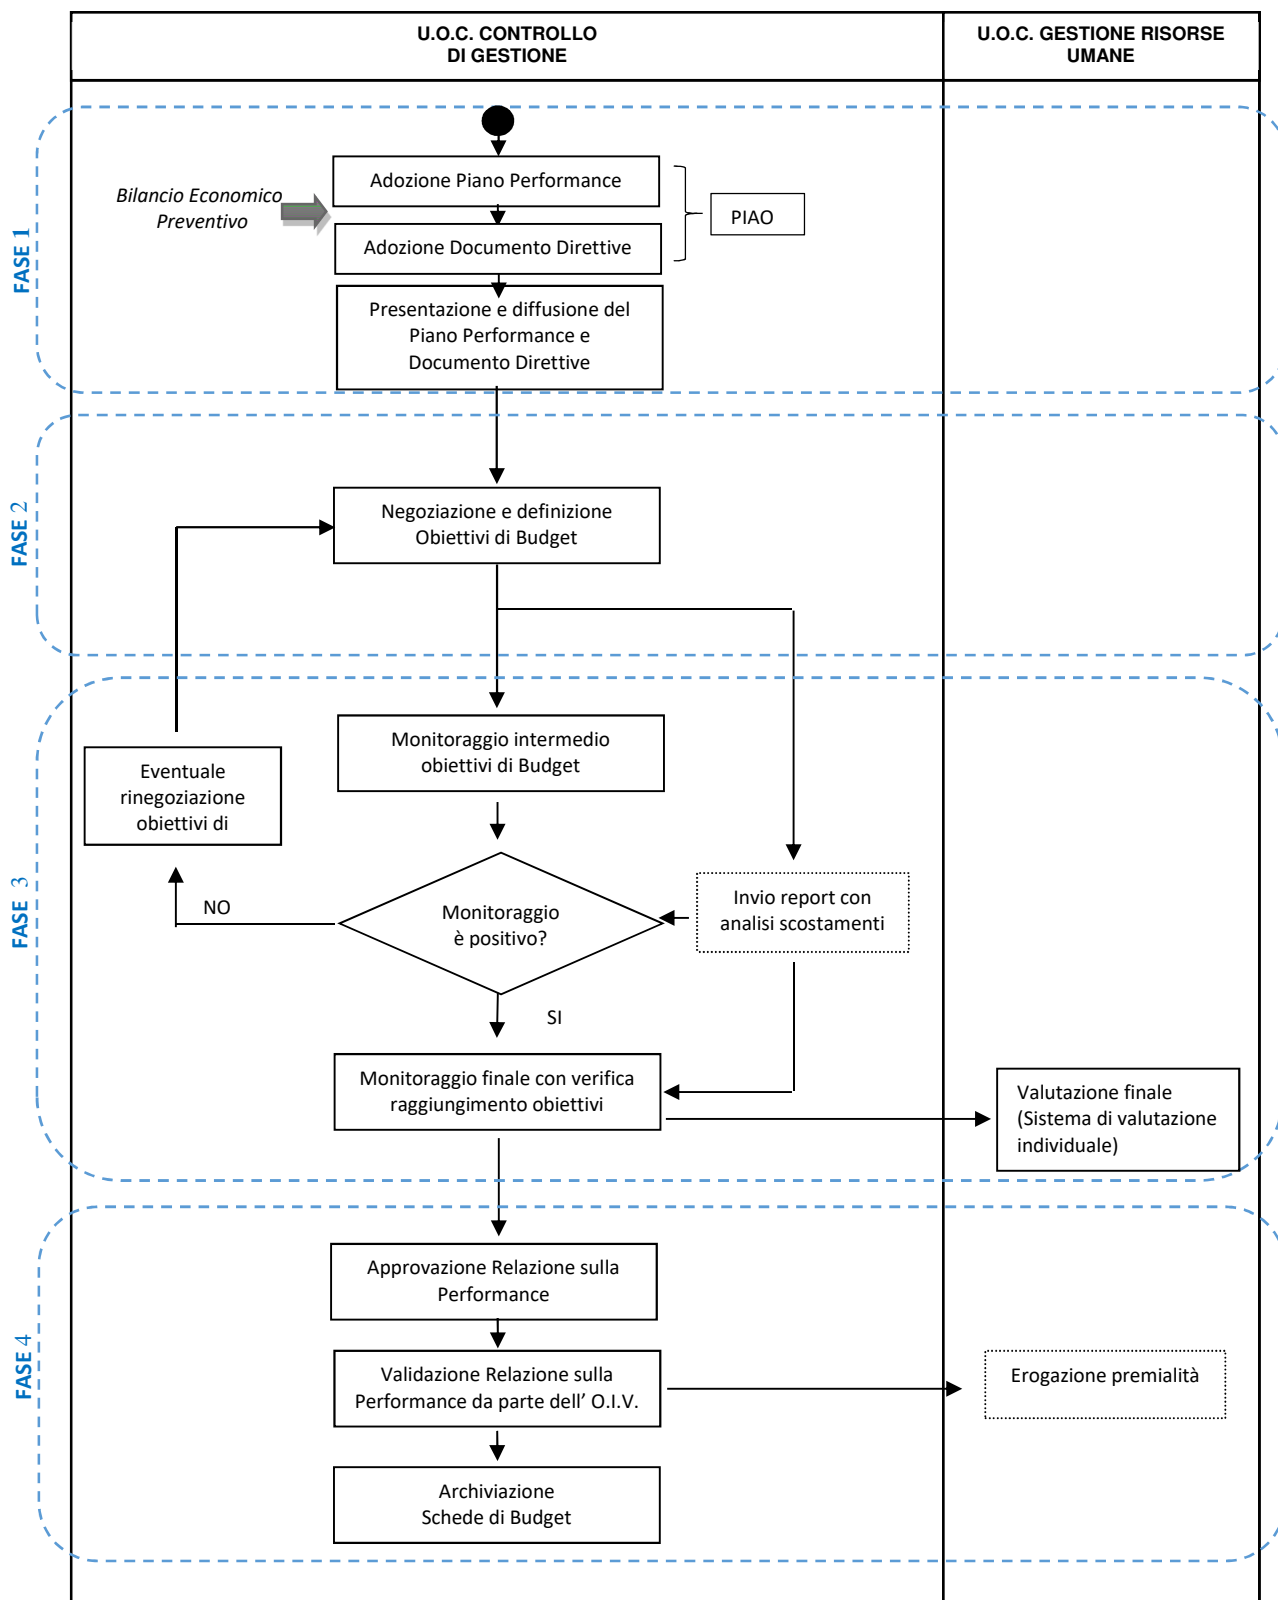 U.O.C. CONTROLLO
DI GESTIONE
U.O.C. GESTIONE RISORSE
UMANE
FASE 1
Adozione Piano Performance
Bilancio Economico
Preventivo
PIAO
Adozione Documento Direttive
Presentazione e diffusione del
Piano Performance e
Documento Direttive
FASE 2
Negoziazione e definizione
Obiettivi di Budget
FASE 3
Monitoraggio intermedio
obiettivi di Budget
Eventuale
rinegoziazione
obiettivi di
NO
Monitoraggio
è positivo?
Invio report con
analisi scostamenti
SI
Monitoraggio finale con verifica
raggiungimento obiettivi
Valutazione finale
(Sistema di valutazione
individuale)
FASE 4
Approvazione Relazione sulla
Performance
Validazione Relazione sulla
Performance da parte dell’ O.I.V.
Erogazione premialità
Archiviazione
Schede di Budget